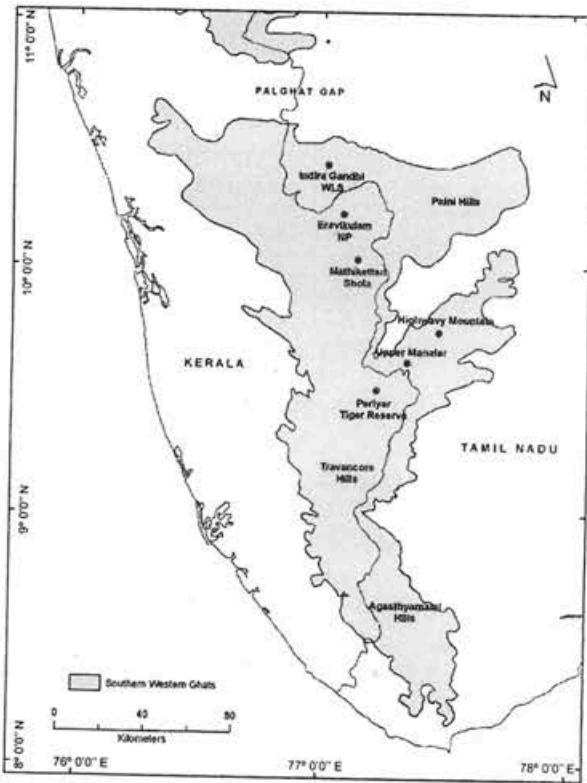 11° 0'0" N
PALGHAT GAP
N
Indira Gandhi
WLS
Palni Hills
Eravikulam
NP
10° 0'0" N
Mathikettan
Shola
Highwavy Mountain
Upper Manalar
KERALA
Periyar
Tiger Reserve
TAMIL NADU
Travancore
Hills
9° 0'0" N
Agasthyamalai
Hills
Southern Western Ghats
0 40 80
Kilometers
8° 0'0" N
76° 0'0" E
77° 0'0" E
78° 0'0" E